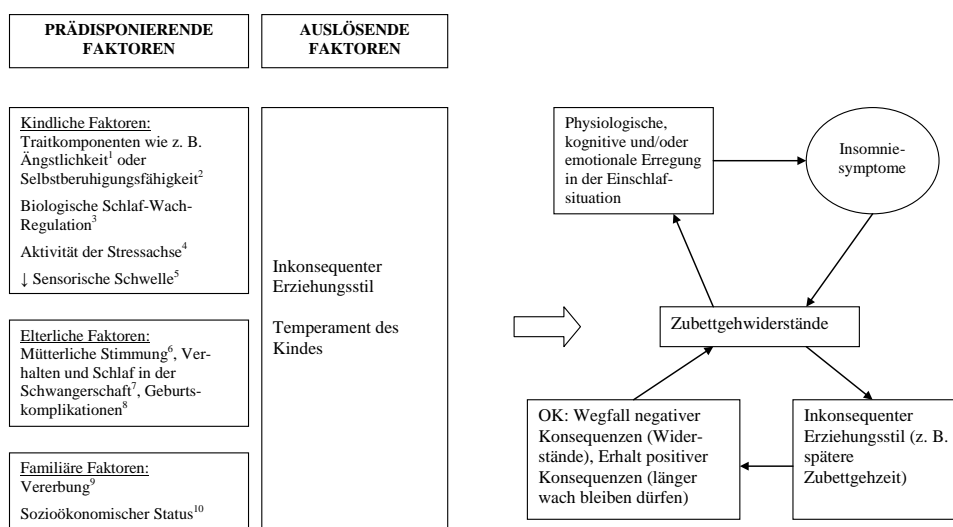 PRÄDISPONIERENDE
FAKTOREN
AUSLÖSENDE
FAKTOREN
Kindliche Faktoren:
Traitkomponenten wie z. B.
Ängstlichkeit¹ oder
Selbstberuhigungsfähigkeit²
Biologische Schlaf-Wach-
Regulation³
Aktivität der Stressachse⁴
↓ Sensorische Schwelle⁵
Elterliche Faktoren:
Mütterliche Stimmung⁶, Ver-
halten und Schlaf in der
Schwangerschaft⁷, Geburts-
komplikationen⁸
Familiäre Faktoren:
Vererbung⁹
Sozioökonomischer Status¹⁰
Inkonsequenter
Erziehungsstil
Temperament des
Kindes
Physiologische,
kognitive und/oder
emotionale Erregung
in der Einschlaf-
situation
Insomnie-
symptome
Zubettgehwiderstände
OK: Wegfall negativer
Konsequenzen (Wider-
stände), Erhalt positiver
Konsequenzen (länger
wach bleiben dürfen)
Inkonsequenter
Erziehungsstil (z. B.
spätere
Zubettgehzeit)